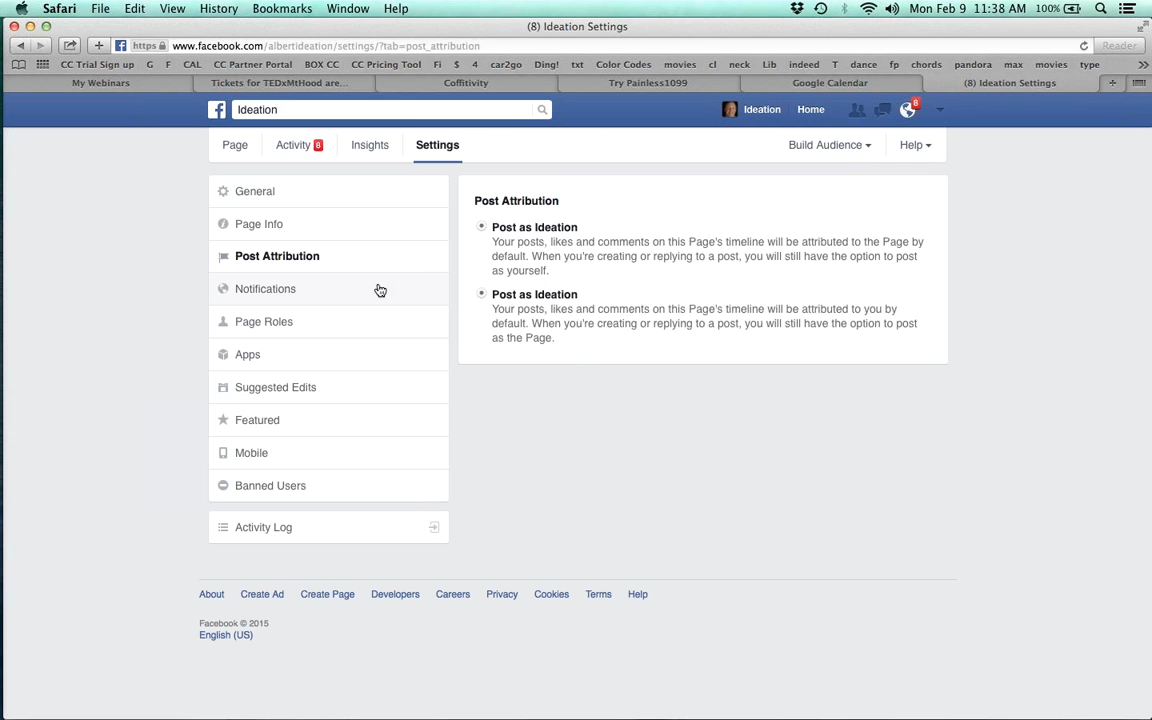 Safari File Edit View History Bookmarks Window Help Mon Feb 9 11:38 AM 100%
(8) Ideation Settings
https www.facebook.com/albertideation/settings/?tab=post_attribution Reader
CC Trial Sign up G F CAL CC Partner Portal BOX CC CC Pricing Tool Fi $ 4 car2go Ding! txt Color Codes movies cl neck Lib indeed T dance fp chords pandora max movies type
My Webinars Tickets for TEDxMtHood are... Coffitivity Try Painless1099 Google Calendar (8) Ideation Settings
Ideation Ideation Home 8
Page Activity 8 Insights Settings Build Audience Help
General
Page Info
Post Attribution
Notifications
Page Roles
Apps
Suggested Edits
Featured
Mobile
Banned Users
Activity Log
Post Attribution
Post as Ideation
Your posts, likes and comments on this Page's timeline will be attributed to the Page by
default. When you're creating or replying to a post, you will still have the option to post
as yourself.
Post as Ideation
Your posts, likes and comments on this Page's timeline will be attributed to you by
default. When you're creating or replying to a post, you will still have the option to post
as the Page.
About Create Ad Create Page Developers Careers Privacy Cookies Terms Help
Facebook © 2015
English (US)